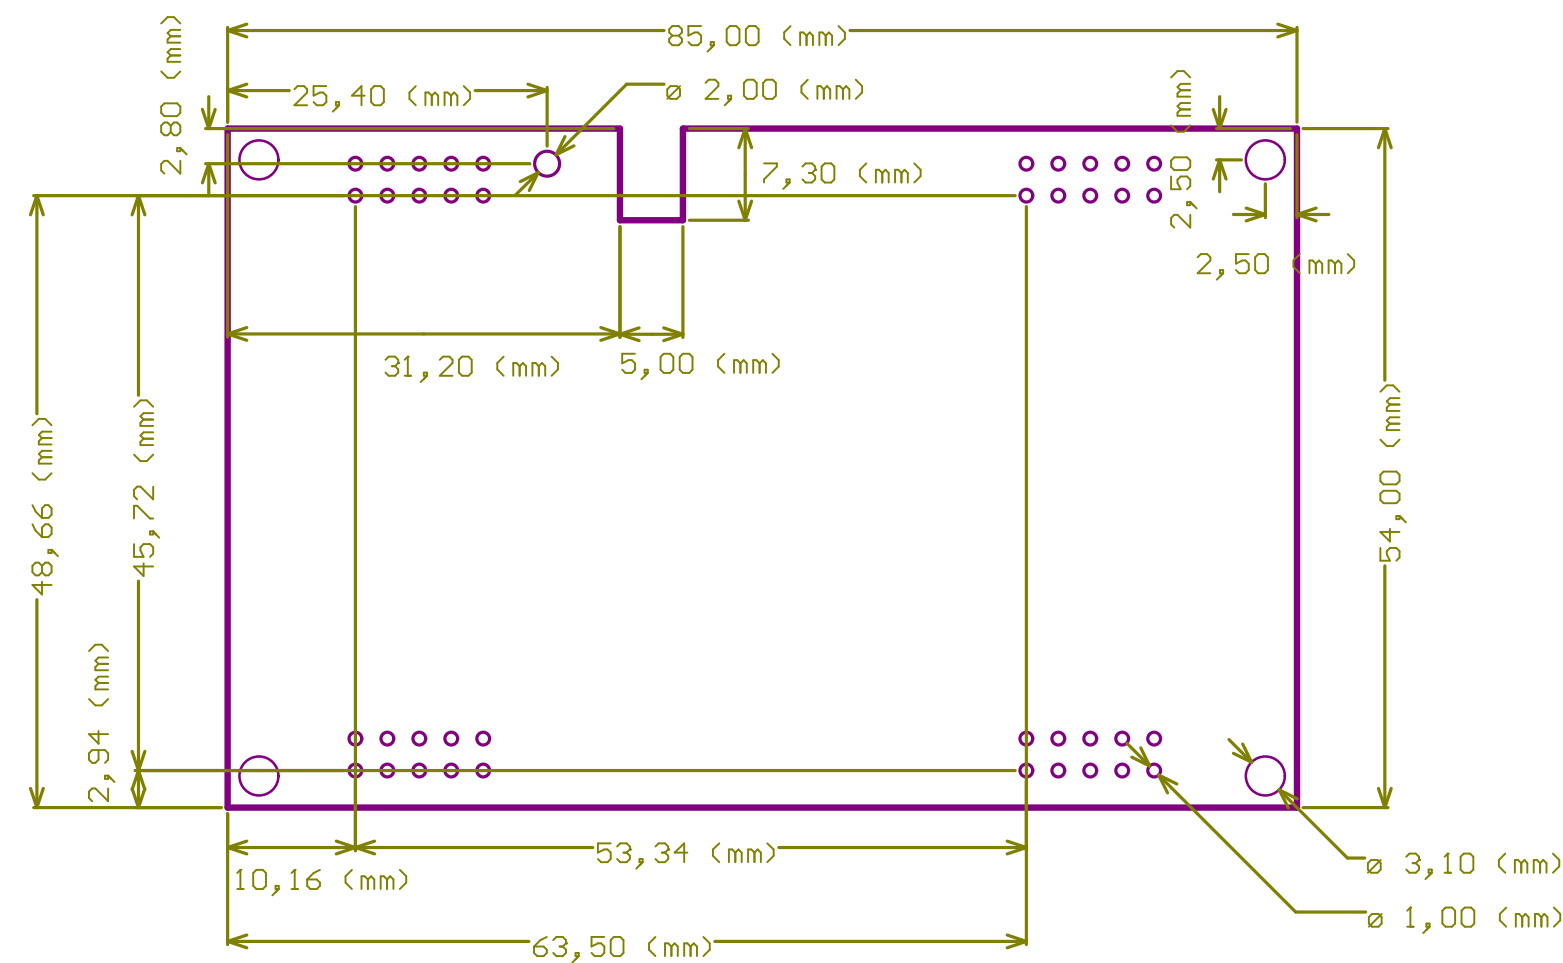 85,00 (mm)
25,40 (mm)
⌀ 2,00 (mm)
2,80 (mm)
2,50 (mm)
7,30 (mm)
2,50 (mm)
31,20 (mm)
5,00 (mm)
48,66 (mm)
45,72 (mm)
54,00 (mm)
2,94 (mm)
53,34 (mm)
10,16 (mm)
⌀ 3,10 (mm)
⌀ 1,00 (mm)
63,50 (mm)